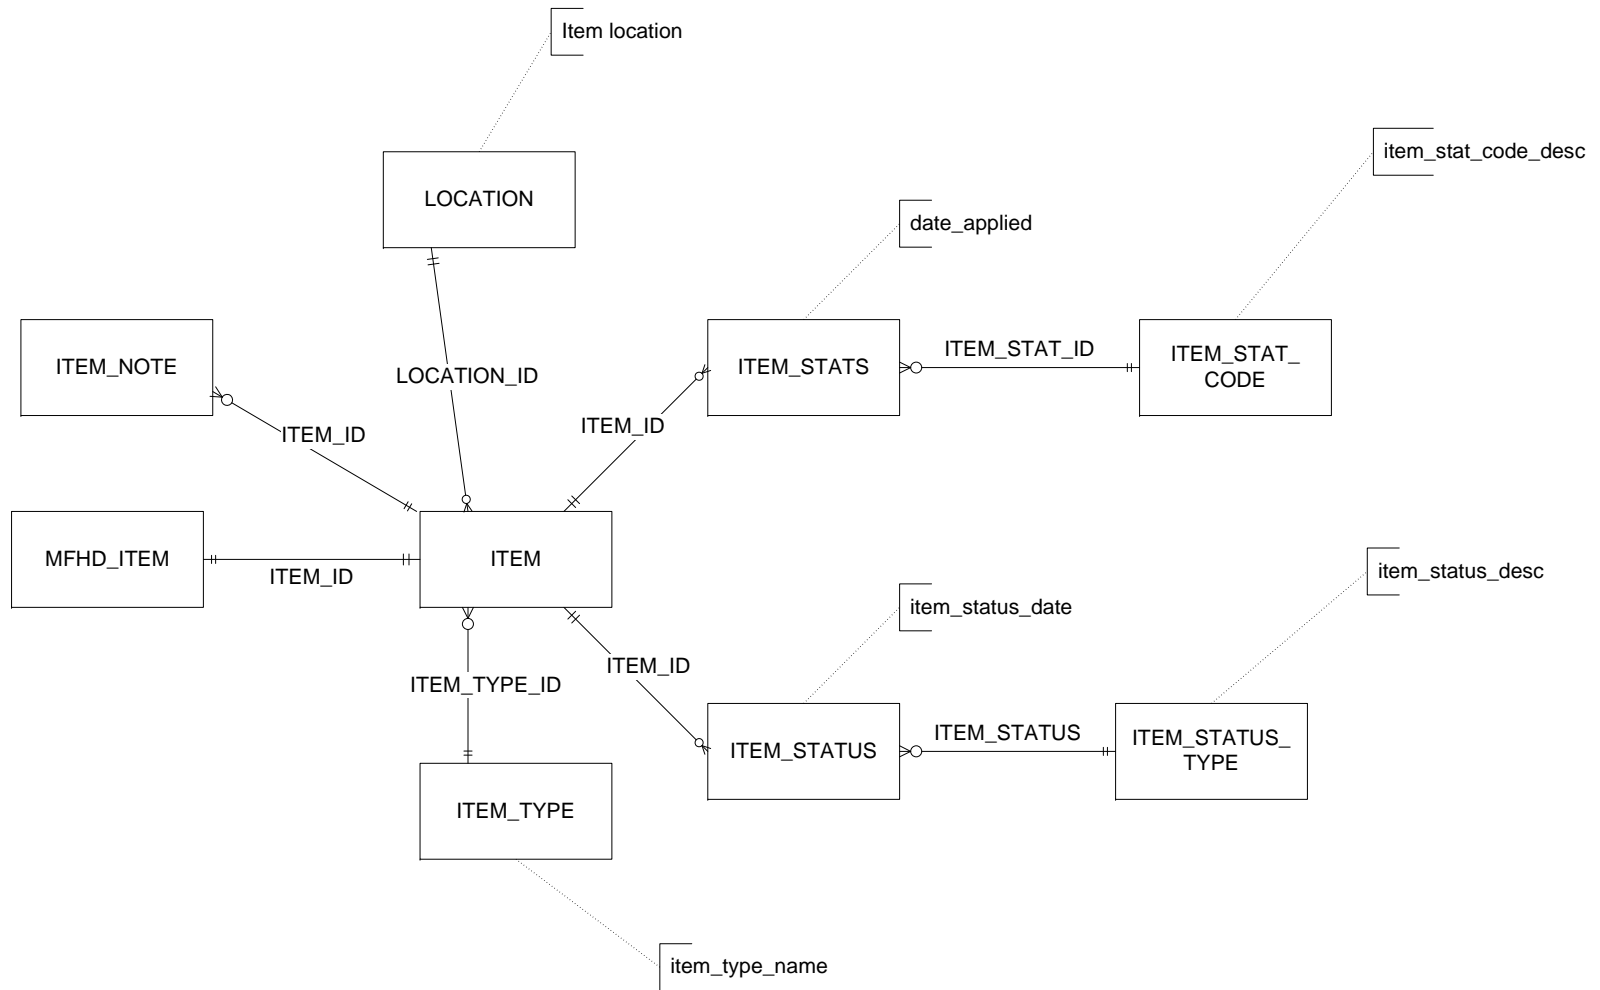 Item location
item_stat_code_desc
LOCATION
date_applied
ITEM_NOTE
LOCATION_ID
ITEM_STATS
ITEM_STAT_ID
ITEM_STAT_
CODE
ITEM_ID
ITEM_ID
MFHD_ITEM
ITEM_ID
ITEM
item_status_desc
item_status_date
ITEM_ID
ITEM_TYPE_ID
ITEM_STATUS
ITEM_STATUS
ITEM_STATUS_
TYPE
ITEM_TYPE
item_type_name